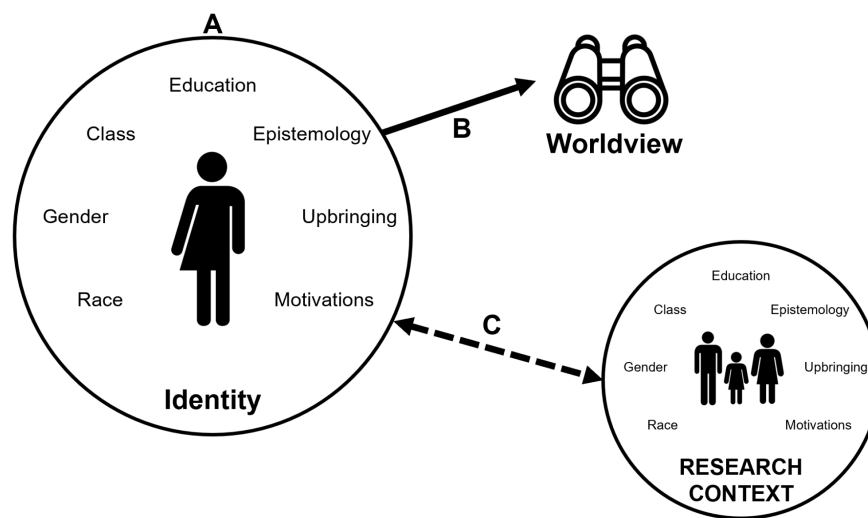 A
Education
Class
Epistemology
Gender
Upbringing
Race
Motivations
Identity
B
Worldview
C
Education
Class
Epistemology
Gender
Upbringing
Race
Motivations
RESEARCH
CONTEXT